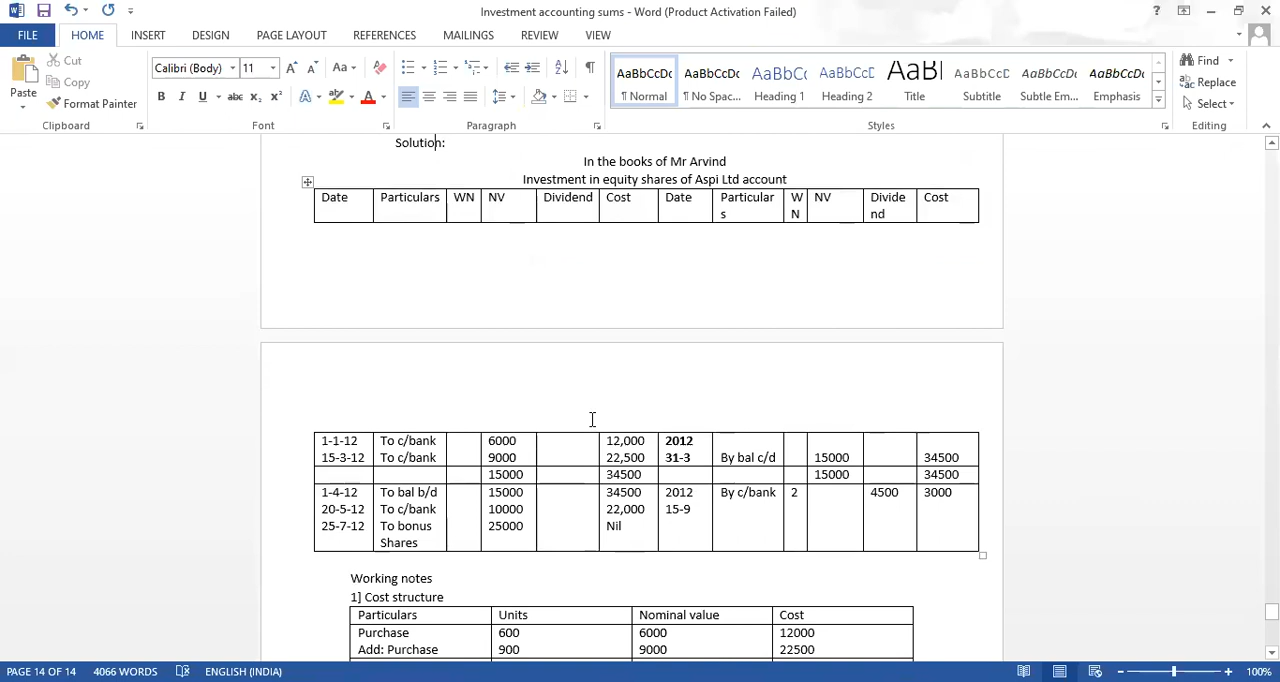 Investment accounting sums - Word (Product Activation Failed)
FILE HOME INSERT DESIGN PAGE LAYOUT REFERENCES MAILINGS REVIEW VIEW
Paste
Cut
Copy
Format Painter
Clipboard
Calibri (Body) 11
Font
Paragraph
AaBbCcDc AaBbCcDc AaBbCc AaBbCcD AaBl AaBbCcD AaBbCcDc AaBbCcDc
¶ Normal ¶ No Spac... Heading 1 Heading 2 Title Subtitle Subtle Em... Emphasis
Styles
Find
Replace
Select
Editing
Solution:
In the books of Mr Arvind
Investment in equity shares of Aspi Ltd account
Date Particulars WN NV Dividend Cost Date Particular W NV Divide Cost
s N nd
1-1-12 To c/bank 6000 12,000 2012
15-3-12 To c/bank 9000 22,500 31-3 By bal c/d 15000 34500
15000 34500 15000 34500
1-4-12 To bal b/d 15000 34500 2012 By c/bank 2 4500 3000
20-5-12 To c/bank 10000 22,000 15-9
25-7-12 To bonus 25000 Nil
Shares
Working notes
1] Cost structure
Particulars Units Nominal value Cost
Purchase 600 6000 12000
Add: Purchase 900 9000 22500
PAGE 14 OF 14 4066 WORDS ENGLISH (INDIA) 100%